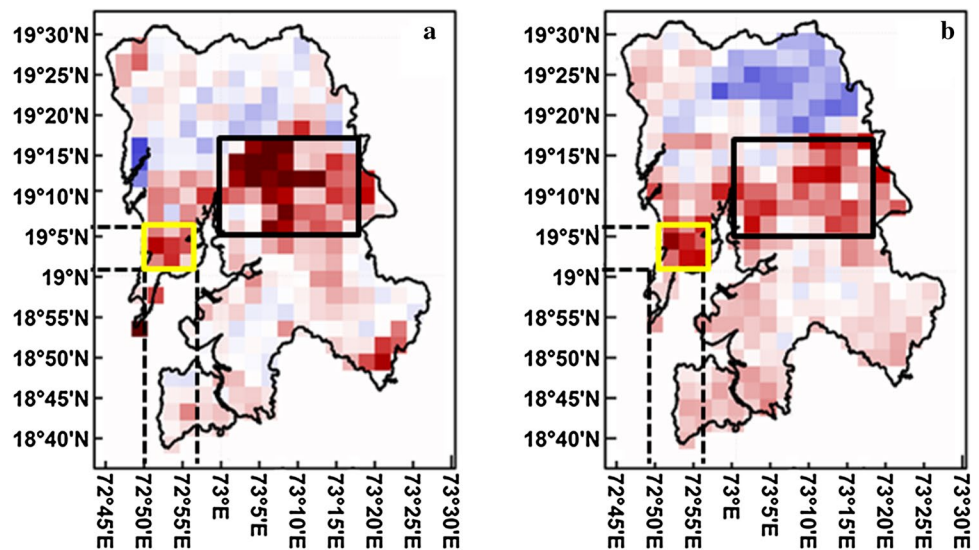 a
19°30'N
19°25'N
19°20'N
19°15'N
19°10'N
19°5'N
19°N
18°55'N
18°50'N
18°45'N
18°40'N
72°45'E
72°50'E
72°55'E
73°E
73°5'E
73°10'E
73°15'E
73°20'E
73°25'E
73°30'E
b
19°30'N
19°25'N
19°20'N
19°15'N
19°10'N
19°5'N
19°N
18°55'N
18°50'N
18°45'N
18°40'N
72°45'E
72°50'E
72°55'E
73°E
73°5'E
73°10'E
73°15'E
73°20'E
73°25'E
73°30'E